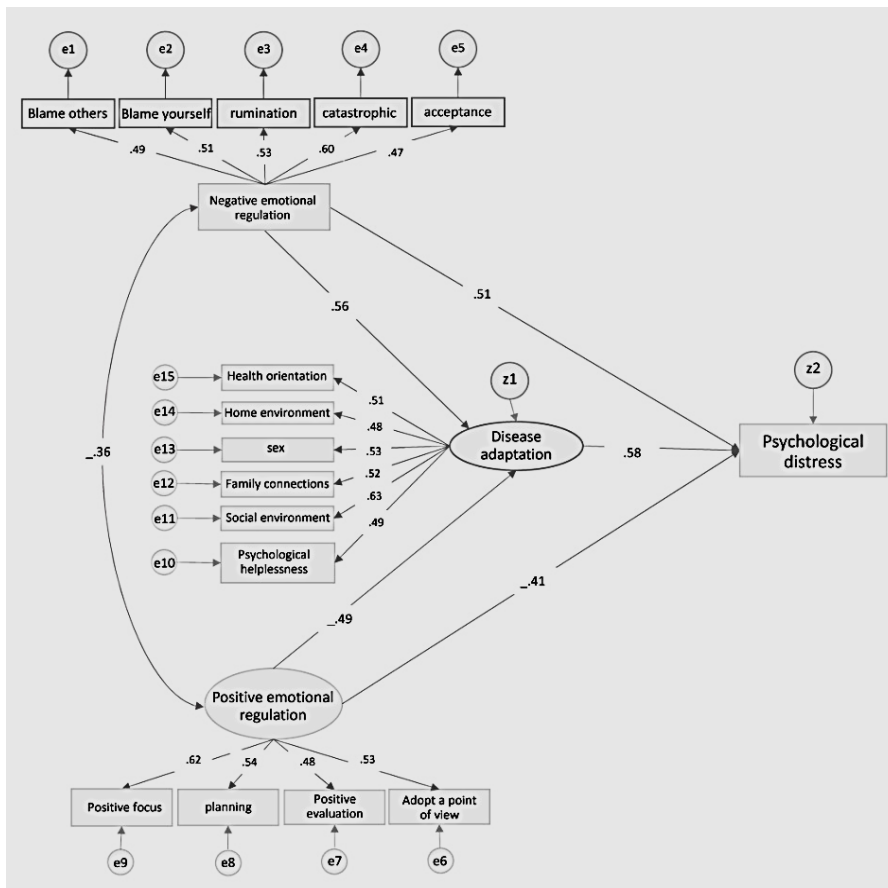 e1 e2 e3 e4 e5
Blame others Blame yourself rumination catastrophic acceptance
.49 .51 .53 .60 .47
Negative emotional
regulation
.51
.56
_.36
e15 Health orientation
e14 Home environment
e13 sex
e12 Family connections
e11 Social environment
e10 Psychological
helplessness
.51
.48
.53
.52
.63
.49
z1
Disease
adaptation
.58
z2
Psychological
distress
_.49
_.41
Positive emotional
regulation
.62 .54 .48 .53
Positive focus planning Positive
evaluation Adopt a point
of view
e9 e8 e7 e6